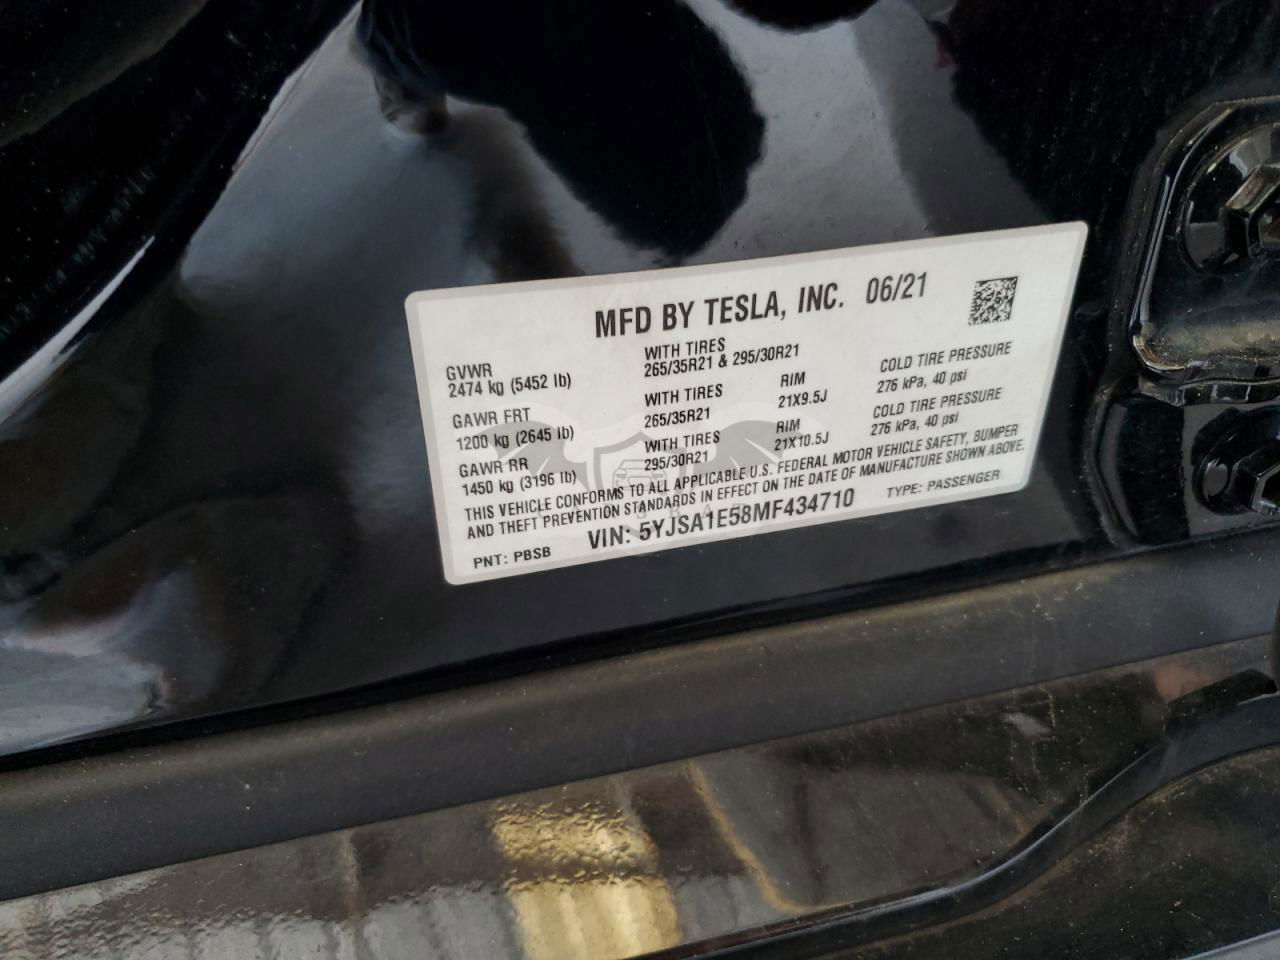 MFD BY TESLA, INC. 06/21
GVWR WITH TIRES
2474 kg (5452 lb) 265/35R21 & 295/30R21
GAWR FRT WITH TIRES RIM COLD TIRE PRESSURE
1200 kg (2645 lb) 265/35R21 21X9.5J 276 kPa, 40 psi
GAWR RR WITH TIRES RIM COLD TIRE PRESSURE
1450 kg (3196 lb) 295/30R21 21X10.5J 276 kPa, 40 psi
THIS VEHICLE CONFORMS TO ALL APPLICABLE U.S. FEDERAL MOTOR VEHICLE SAFETY, BUMPER
AND THEFT PREVENTION STANDARDS IN EFFECT ON THE DATE OF MANUFACTURE SHOWN ABOVE.
PNT: PBSB VIN: 5YJSA1E58MF434710 TYPE: PASSENGER